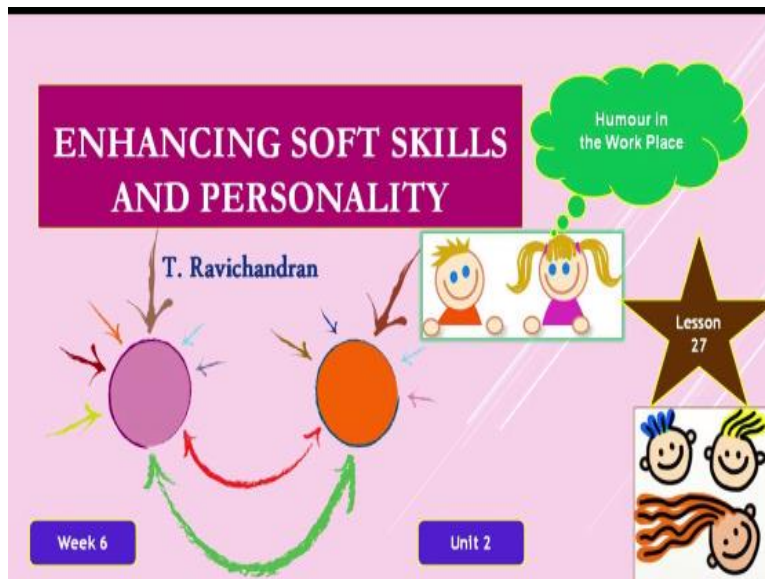 ENHANCING SOFT SKILLS
AND PERSONALITY
Humour in
the Work Place
T. Ravichandran
Lesson
27
Week 6
Unit 2